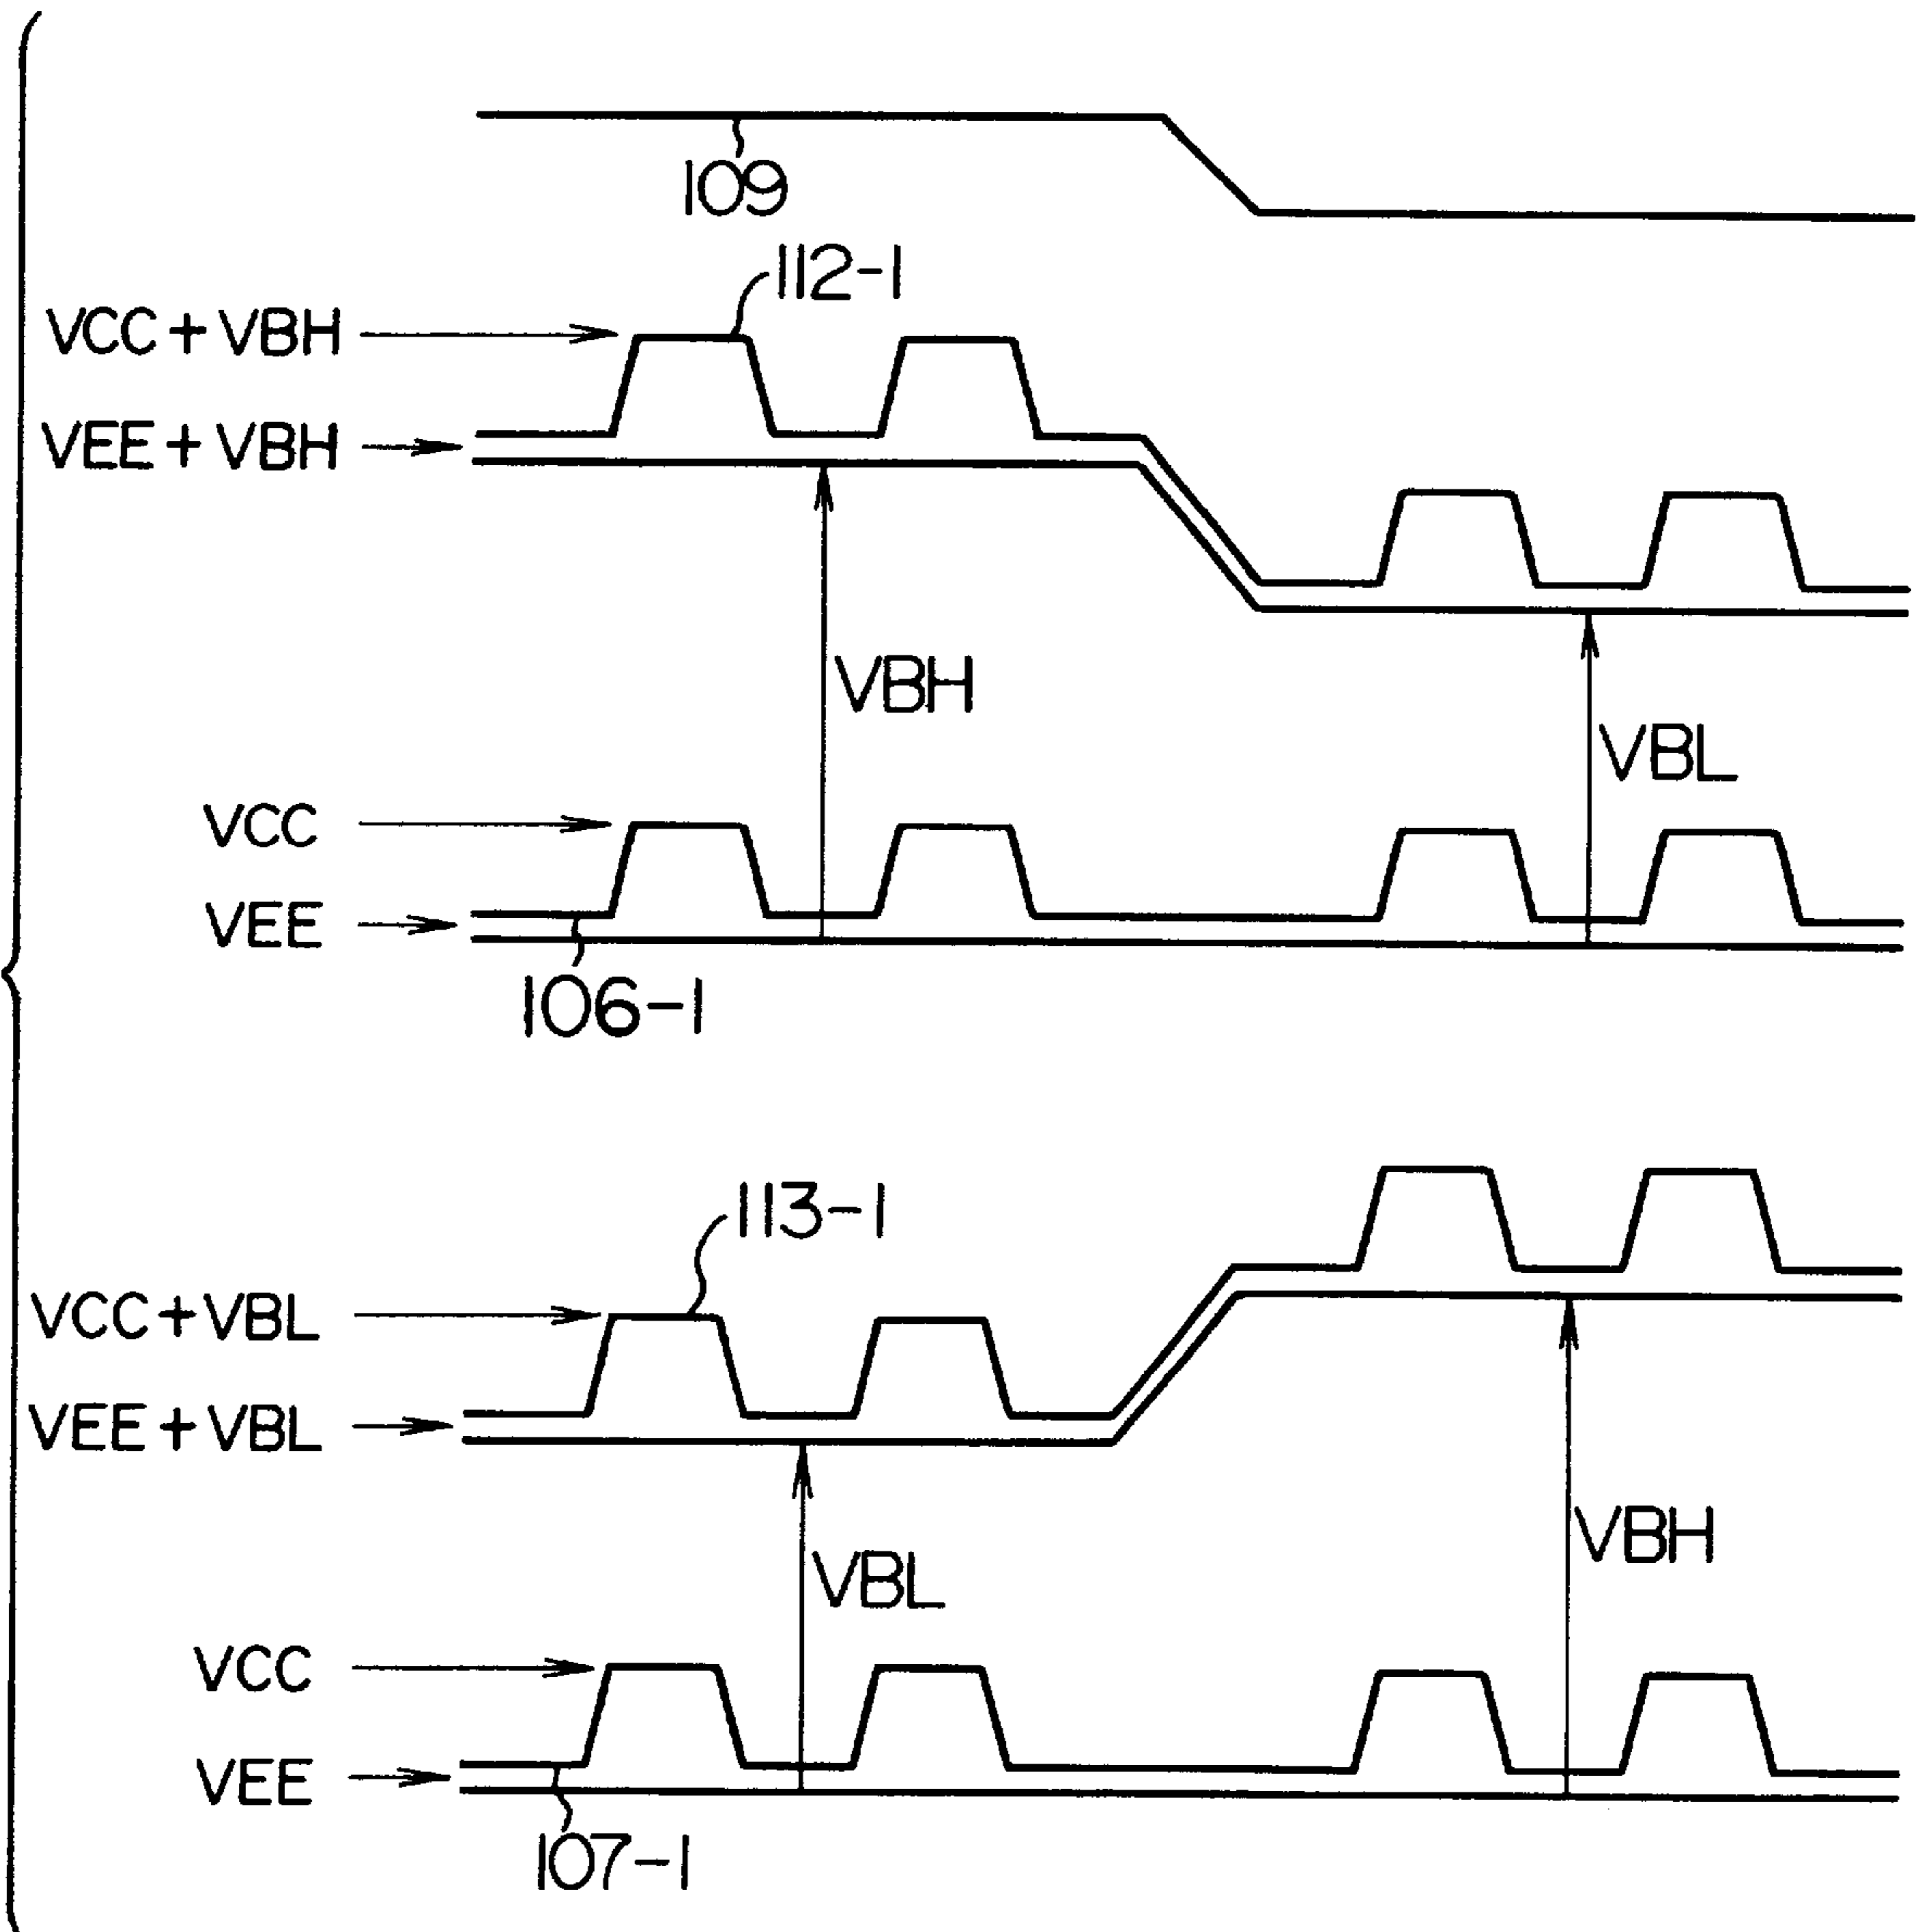 109
112-1
VCC+VBH
VEE+VBH
VBH
VBL
VCC
VEE
106-1
113-1
VCC+VBL
VEE+VBL
VBH
VBL
VCC
VEE
107-1